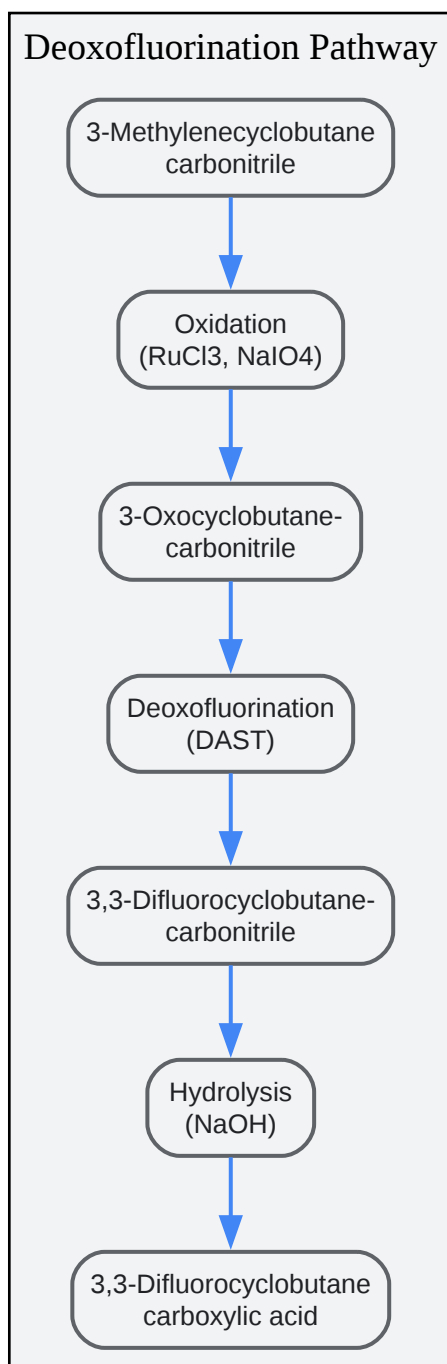 Deoxofluorination Pathway
3-Methylenecyclobutane
carbonitrile
Oxidation
(RuCl3, NaIO4)
3-Oxocyclobutane-
carbonitrile
Deoxofluorination
(DAST)
3,3-Difluorocyclobutane-
carbonitrile
Hydrolysis
(NaOH)
3,3-Difluorocyclobutane
carboxylic acid